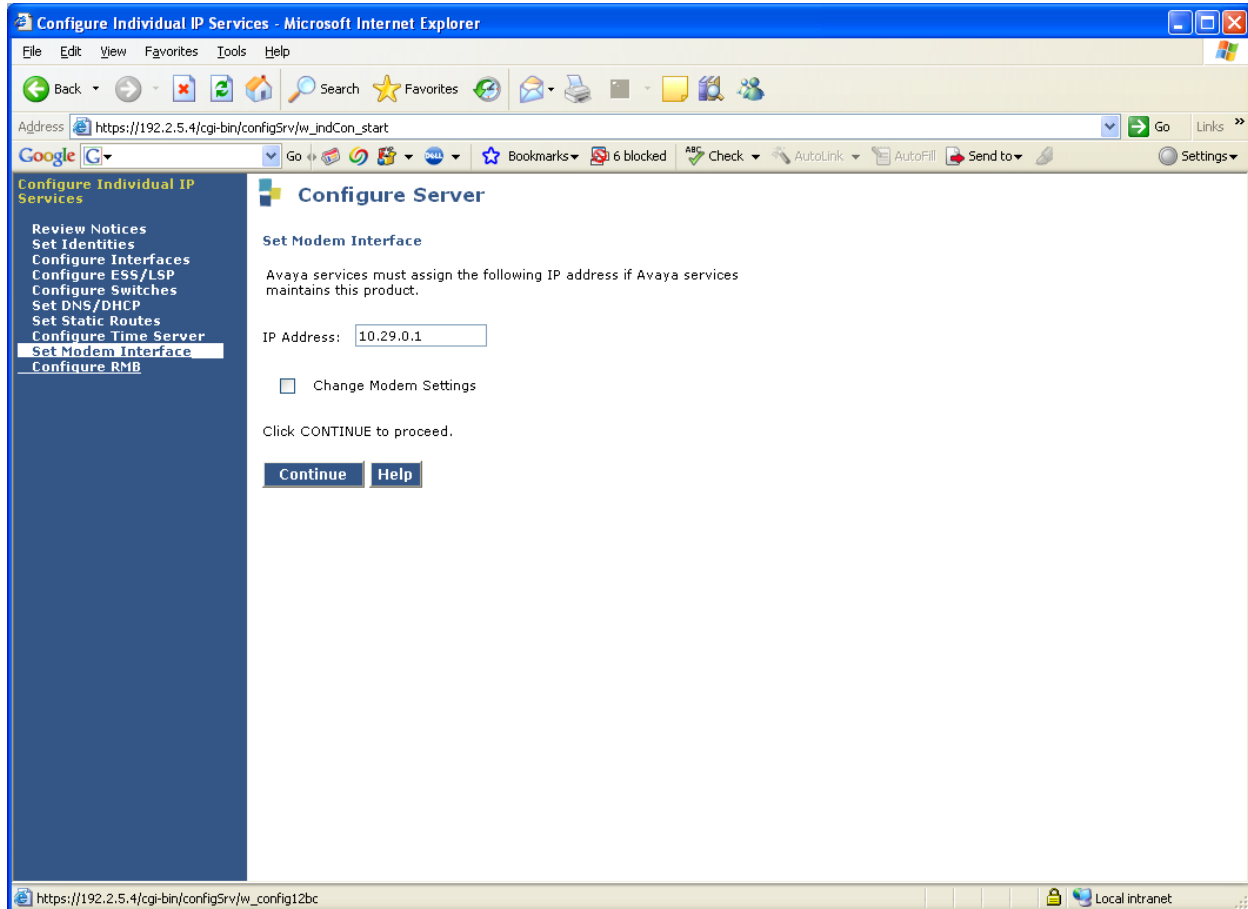 Configure Individual IP Services - Microsoft Internet Explorer
File Edit View Favorites Tools Help
Back Search Favorites
Address https://192.2.5.4/cgi-bin/configSrv/w_indCon_start Go Links »
Google G Go DELL Bookmarks 6 blocked ABC Check AutoLink AutoFill Send to Settings
Configure Individual IP
Services
Review Notices
Set Identities
Configure Interfaces
Configure ESS/LSP
Configure Switches
Set DNS/DHCP
Set Static Routes
Configure Time Server
Set Modem Interface
Configure RMB
Configure Server
Set Modem Interface
Avaya services must assign the following IP address if Avaya services
maintains this product.
IP Address: 10.29.0.1
Change Modem Settings
Click CONTINUE to proceed.
Continue Help
https://192.2.5.4/cgi-bin/configSrv/w_config12bc Local intranet